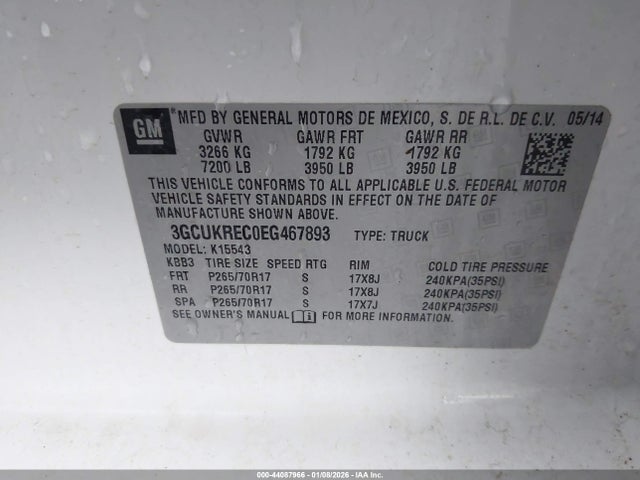 GM
MFD BY GENERAL MOTORS DE MEXICO, S. DE R.L. DE C.V. 05/14
GVWR GAWR FRT GAWR RR
3266 KG 1792 KG 1792 KG
7200 LB 3950 LB 3950 LB
THIS VEHICLE CONFORMS TO ALL APPLICABLE U.S. FEDERAL MOTOR
VEHICLE SAFETY STANDARDS IN EFFECT ON THE DATE OF
MANUFACTURE SHOWN ABOVE.
3GCUKREC0EG467893 TYPE: TRUCK
MODEL: K15543
KBB3 TIRE SIZE SPEED RTG RIM COLD TIRE PRESSURE
FRT P265/70R17 S 17X8J 240KPA(35PSI)
RR P265/70R17 S 17X8J 240KPA(35PSI)
SPA P265/70R17 S 17X7J 240KPA(35PSI)
SEE OWNER'S MANUAL FOR MORE INFORMATION.
000-44087966 - 01/08/2026 - IAAI.COM